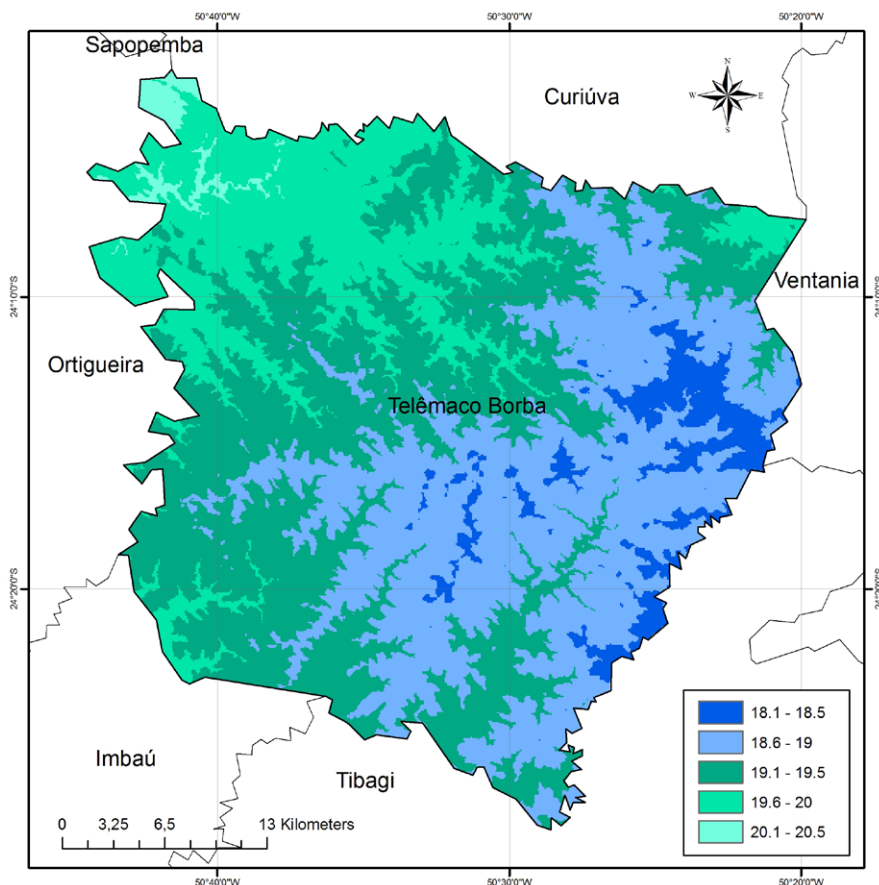 50°40'0"W 50°30'0"W 50°20'0"W
Sapopemba
Curiúva
N
W E
S
Ventania
24°10'0"S 24°10'0"S
Ortigueira
Telêmaco Borba
24°20'0"S 24°20'0"S
Imbaú
Tibagi
18.1 - 18.5
18.6 - 19
19.1 - 19.5
19.6 - 20
20.1 - 20.5
0 3,25 6,5 13 Kilometers
50°40'0"W 50°30'0"W 50°20'0"W